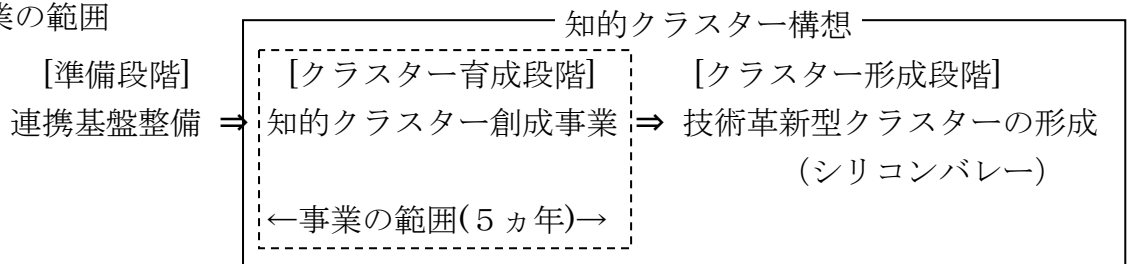 業の範囲
知的クラスター構想
[準備段階] [クラスター育成段階] [クラスター形成段階]
連携基盤整備 ⇒ 知的クラスター創成事業 ⇒ 技術革新型クラスターの形成
(シリコンバレー)
←事業の範囲(5ヵ年)→